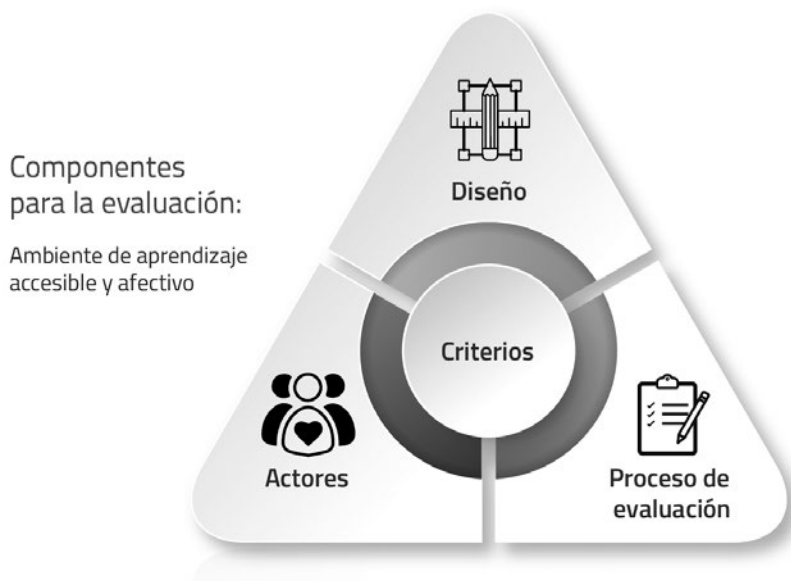 Componentes
para la evaluación:
Ambiente de aprendizaje
accesible y afectivo
Diseño
Criterios
Actores
Proceso de
evaluación